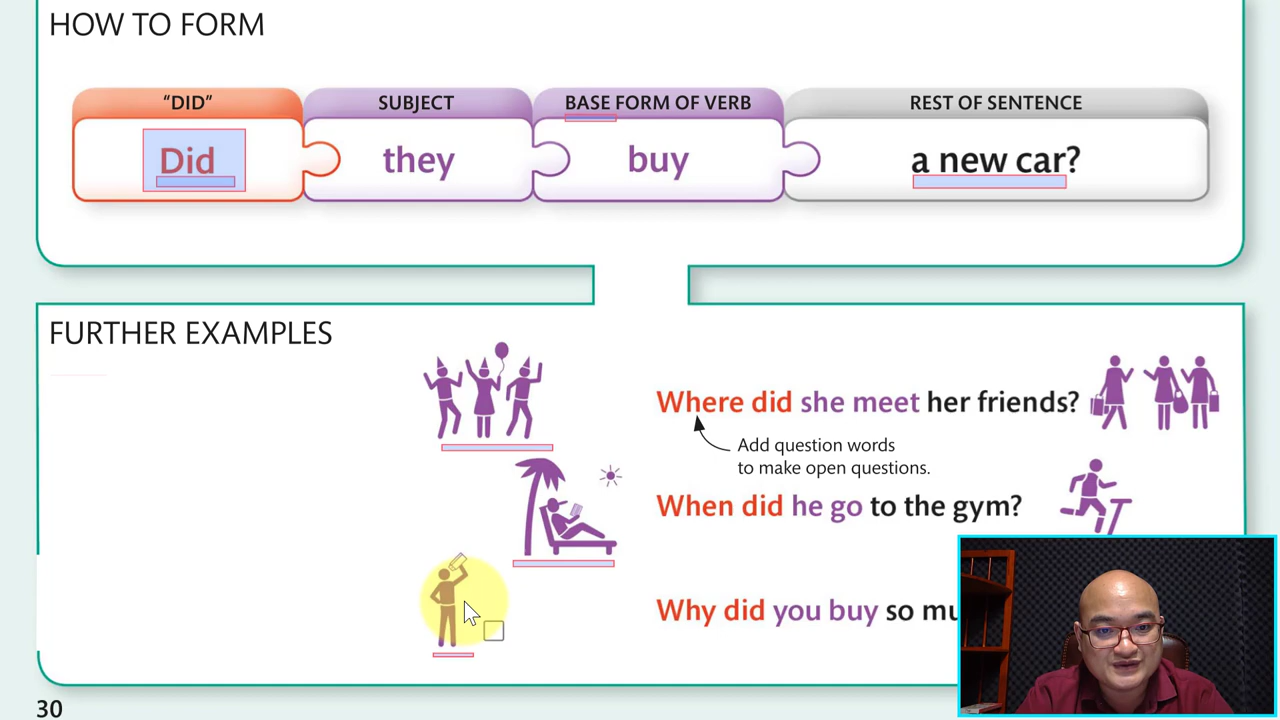 HOW TO FORM
"DID"
SUBJECT
BASE FORM OF VERB
REST OF SENTENCE
Did
they
buy
a new car?
FURTHER EXAMPLES
Where did she meet her friends?
Add question words
to make open questions.
When did he go to the gym?
Why did you buy so
30